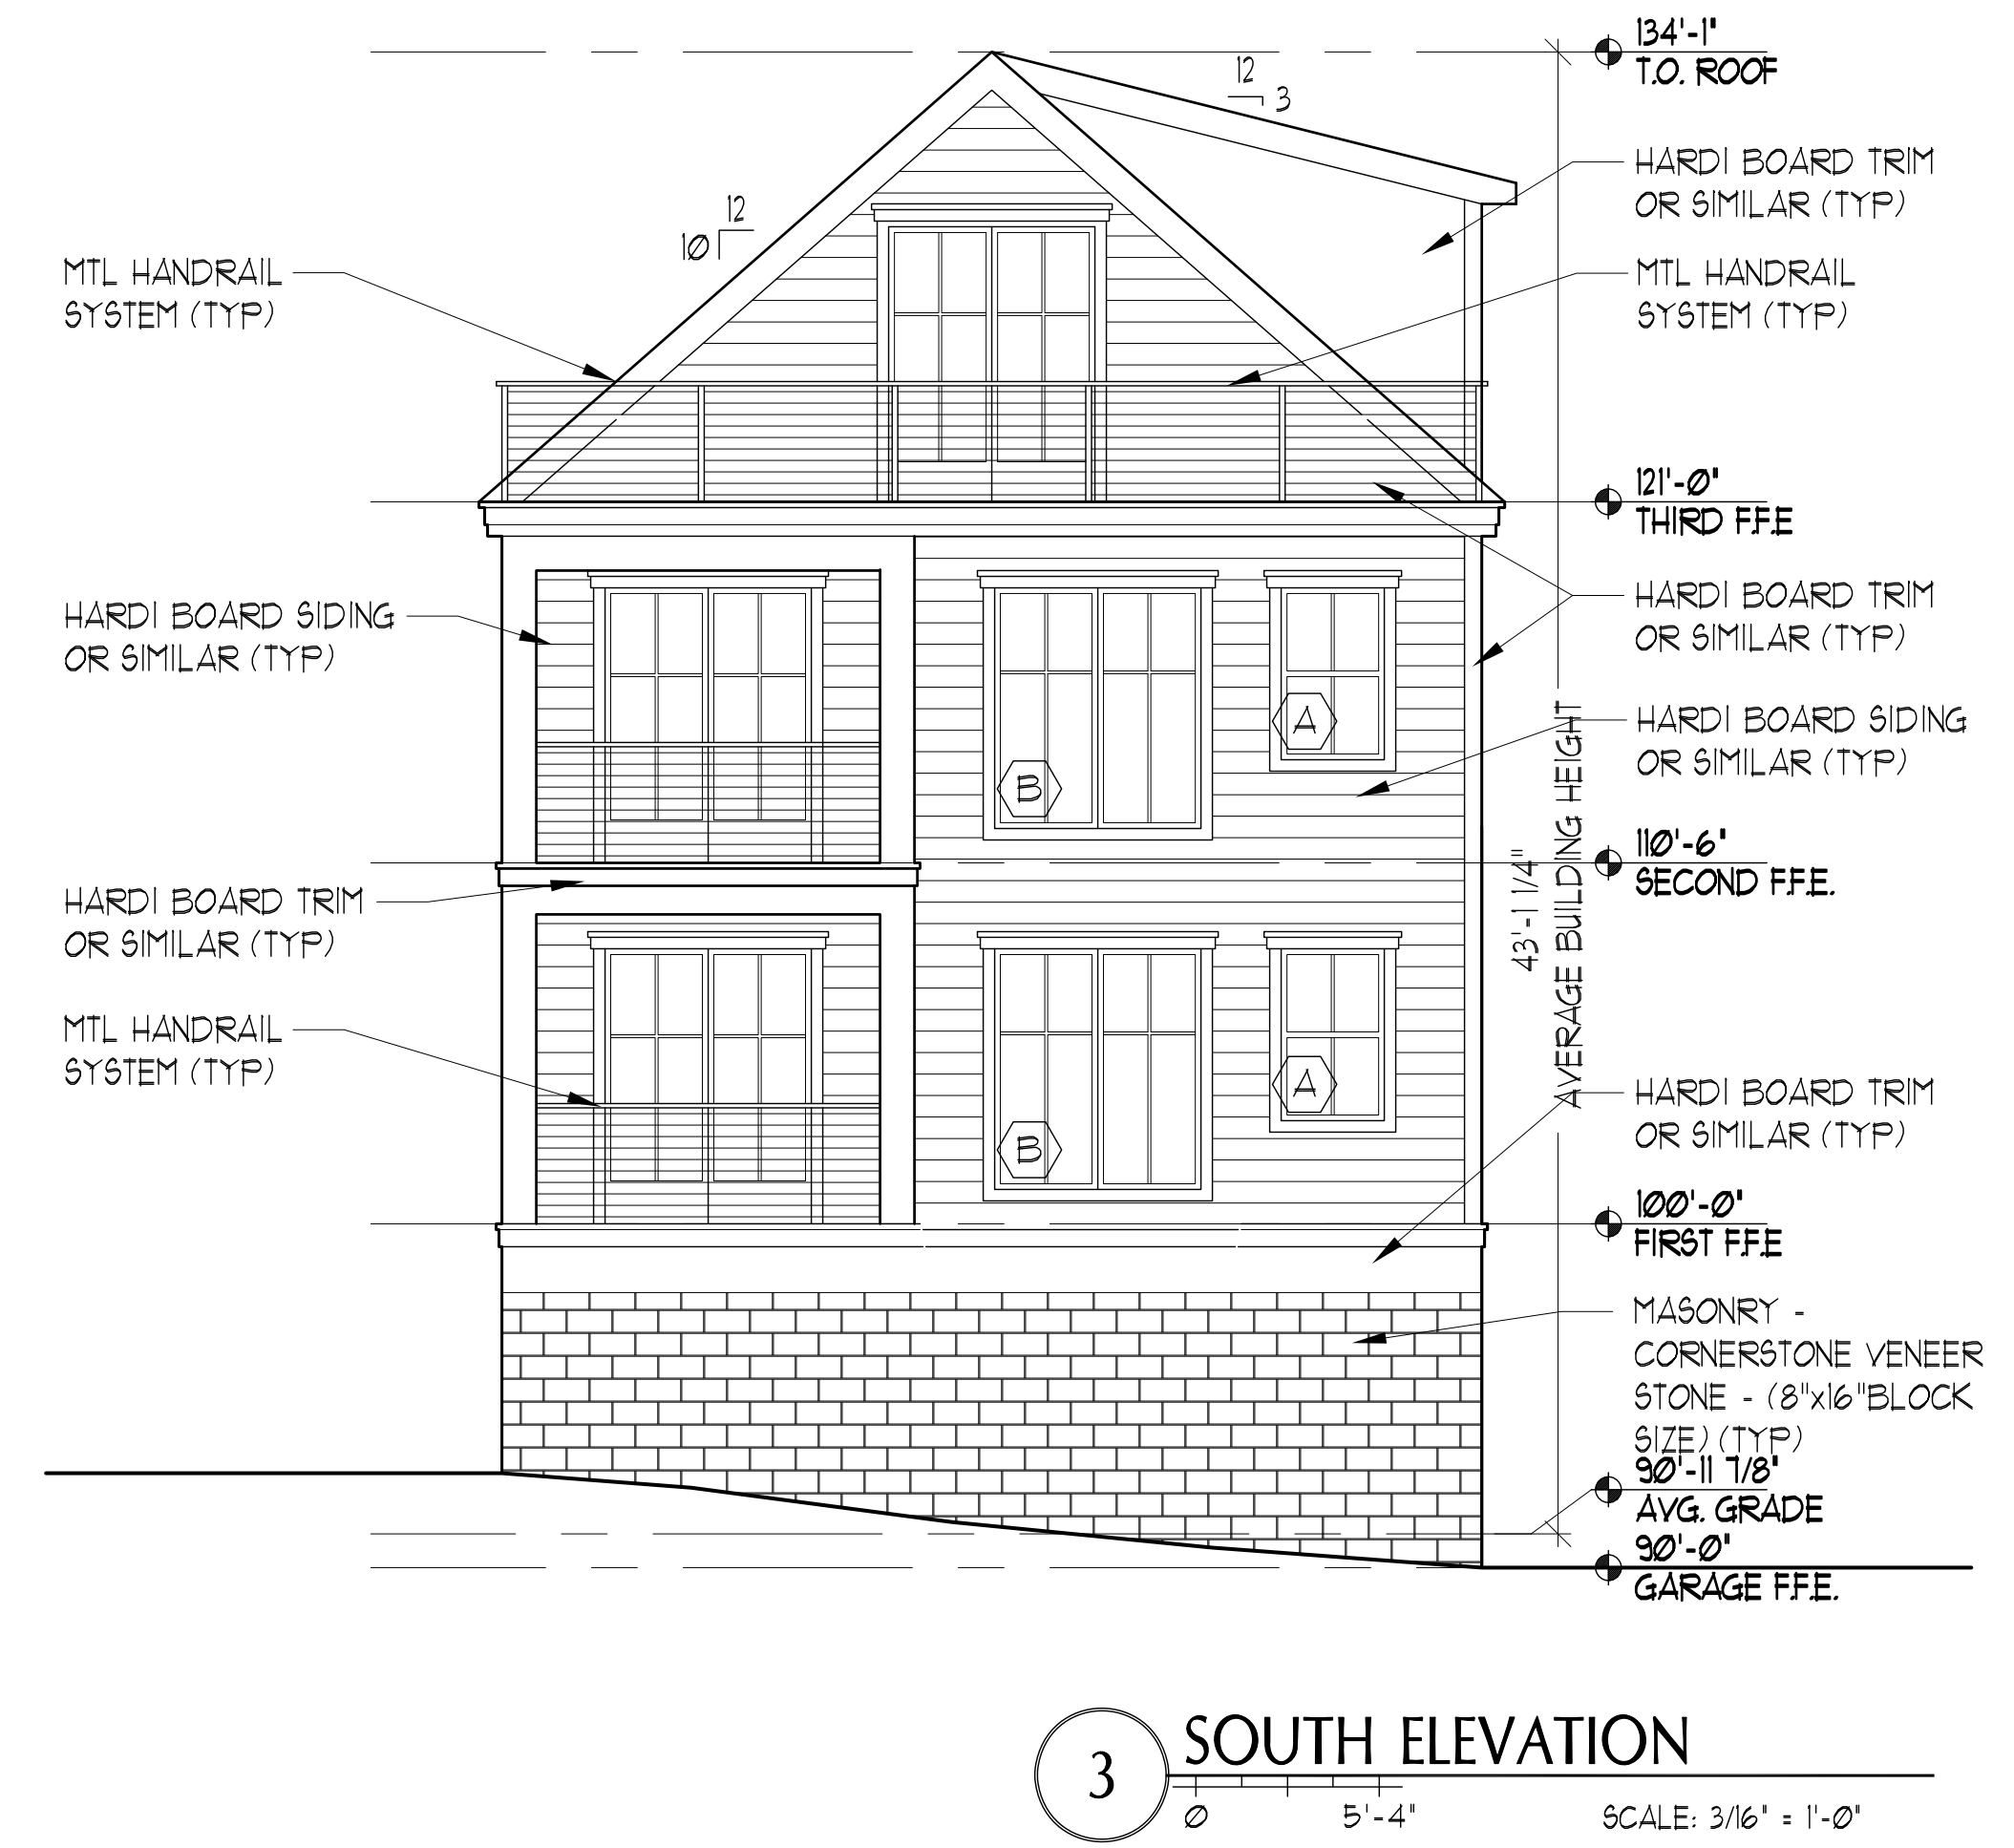 134'-1"
T.O. ROOF
12
3
HARDI BOARD TRIM
OR SIMILAR (TYP)
12
10
MTL HANDRAIL
SYSTEM (TYP)
MTL HANDRAIL
SYSTEM (TYP)
121'-0"
THIRD F.F.E
HARDI BOARD SIDING
OR SIMILAR (TYP)
HARDI BOARD TRIM
OR SIMILAR (TYP)
A
B
HARDI BOARD SIDING
OR SIMILAR (TYP)
43'-1 1/4"
AVERAGE BUILDING HEIGHT
110'-6"
SECOND F.F.E.
HARDI BOARD TRIM
OR SIMILAR (TYP)
MTL HANDRAIL
SYSTEM (TYP)
A
B
HARDI BOARD TRIM
OR SIMILAR (TYP)
100'-0"
FIRST F.F.E
MASONRY -
CORNERSTONE VENEER
STONE - (8"x16"BLOCK
SIZE) (TYP)
90'-11 7/8"
AVG. GRADE
90'-0"
GARAGE F.F.E.
3
SOUTH ELEVATION
0
5'-4"
SCALE: 3/16" = 1'-0"